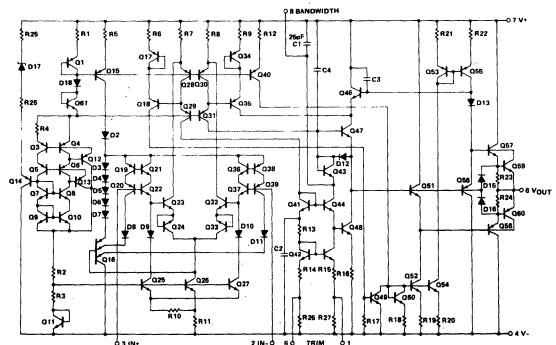 8 BANDWIDTH
7 V+
R25 R1 R5 R6 R7 R8 R9 R12 25pF C1 R21 R22
Q1 Q17 Q34 C4 Q53 Q55
D17 Q15 Q28 Q30 Q40 C3
D18 Q46 D13
R25 Q61 Q18 Q29 Q35
Q31 Q47
R4 D2 Q57
Q3 Q4 D12 Q59
Q12 D3 Q19 Q21 Q36 Q38 Q43 D15 R23
Q5 Q6 D4 Q51 Q56
Q14 Q13 D5 Q20 Q22 Q37 Q39 6 VOUT
Q7 Q8 D6 Q23 Q33 Q41 Q44 D16 R24
Q9 Q10 D7 Q24 Q32 Q60
D8 D9 D10 D11 R13 Q48 Q58
Q16 C2 Q42
R2 Q25 Q26 Q27 R14 R15 R16 Q52 Q54
R3 Q49 Q50
R10
Q11 R11 R26 R27 R17 R18 R19 R20
4 V-
3 IN+ 2 IN- 5 TRIM 1